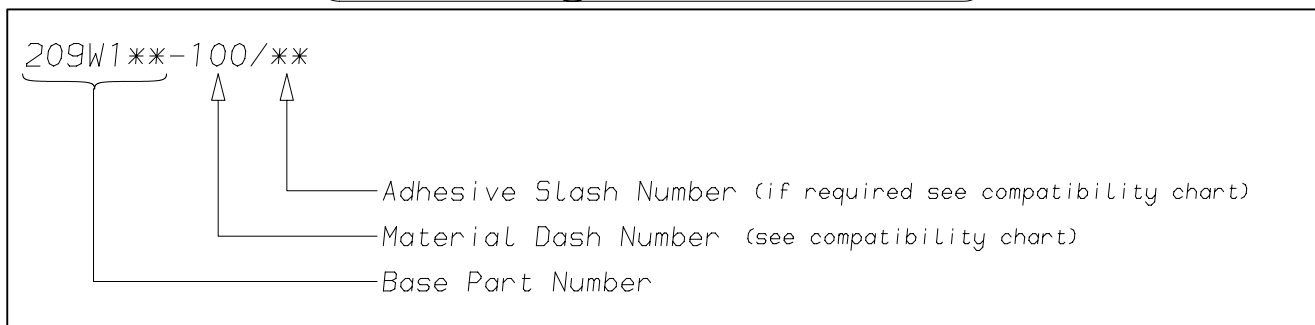 209W1**-100/**
Adhesive Slash Number (if required see compatibility chart)
Material Dash Number (see compatibility chart)
Base Part Number